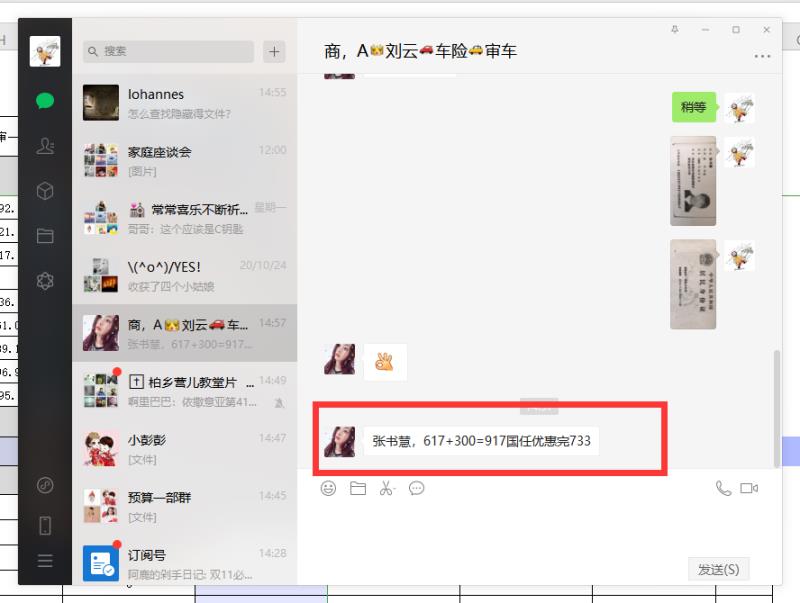 搜索
Iohannes
14:55
怎么查找隐藏得文件?
家庭座谈会
12:00
[图片]
常常喜乐不断祈...
星期一
哥哥: 这个应该是C钥匙
\(^o^)/YES!
20/10/24
收获了四个小姑娘
商，A😽刘云🚗车...
14:57
张书慧，617+300=917...
柏乡营儿教堂片 ...
14:49
啊里巴巴: 依撒意亚第41...
小彭彭
14:47
[文件]
预算一部群
14:45
[文件]
订阅号
14:28
阿鹿的剁手日记: 双11必...
商，A😽刘云🚗车险🚕审车
稍等
张书慧，617+300=917国任优惠完733
发送(S)
92.
21.
17.
36.
95.